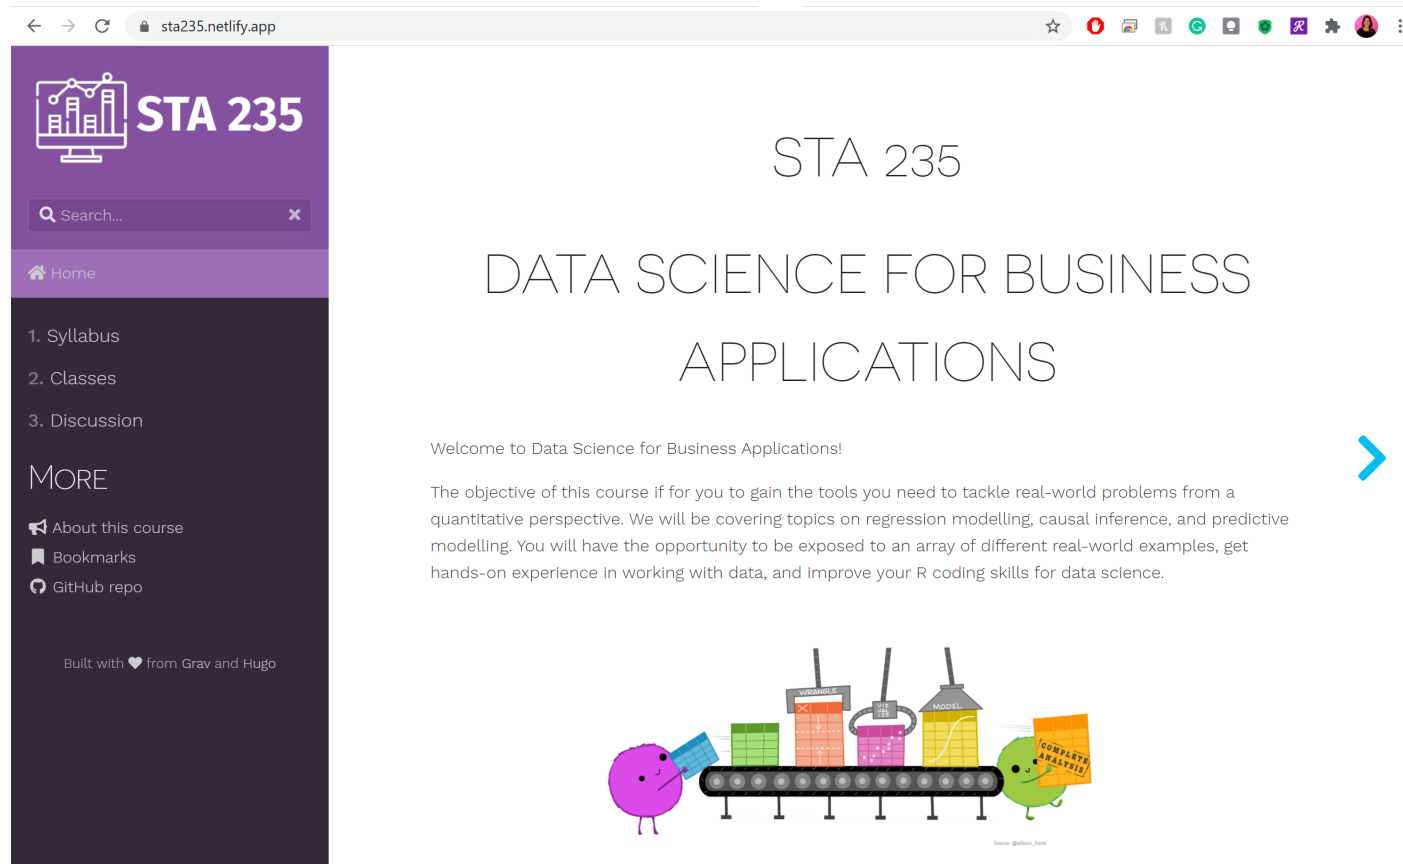 sta235.netlify.app
STA 235
Search...
Home
1. Syllabus
2. Classes
3. Discussion
More
About this course
Bookmarks
GitHub repo
Built with from Grav and Hugo
STA 235
DATA SCIENCE FOR BUSINESS
APPLICATIONS
Welcome to Data Science for Business Applications!
The objective of this course if for you to gain the tools you need to tackle real-world problems from a
quantitative perspective. We will be covering topics on regression modelling, causal inference, and predictive
modelling. You will have the opportunity to be exposed to an array of different real-world examples, get
hands-on experience in working with data, and improve your R coding skills for data science.
WRANGLE
VIZ
UAL
IZE
MODEL
COMPLETE
ANALYSIS
Source: @allison_horst